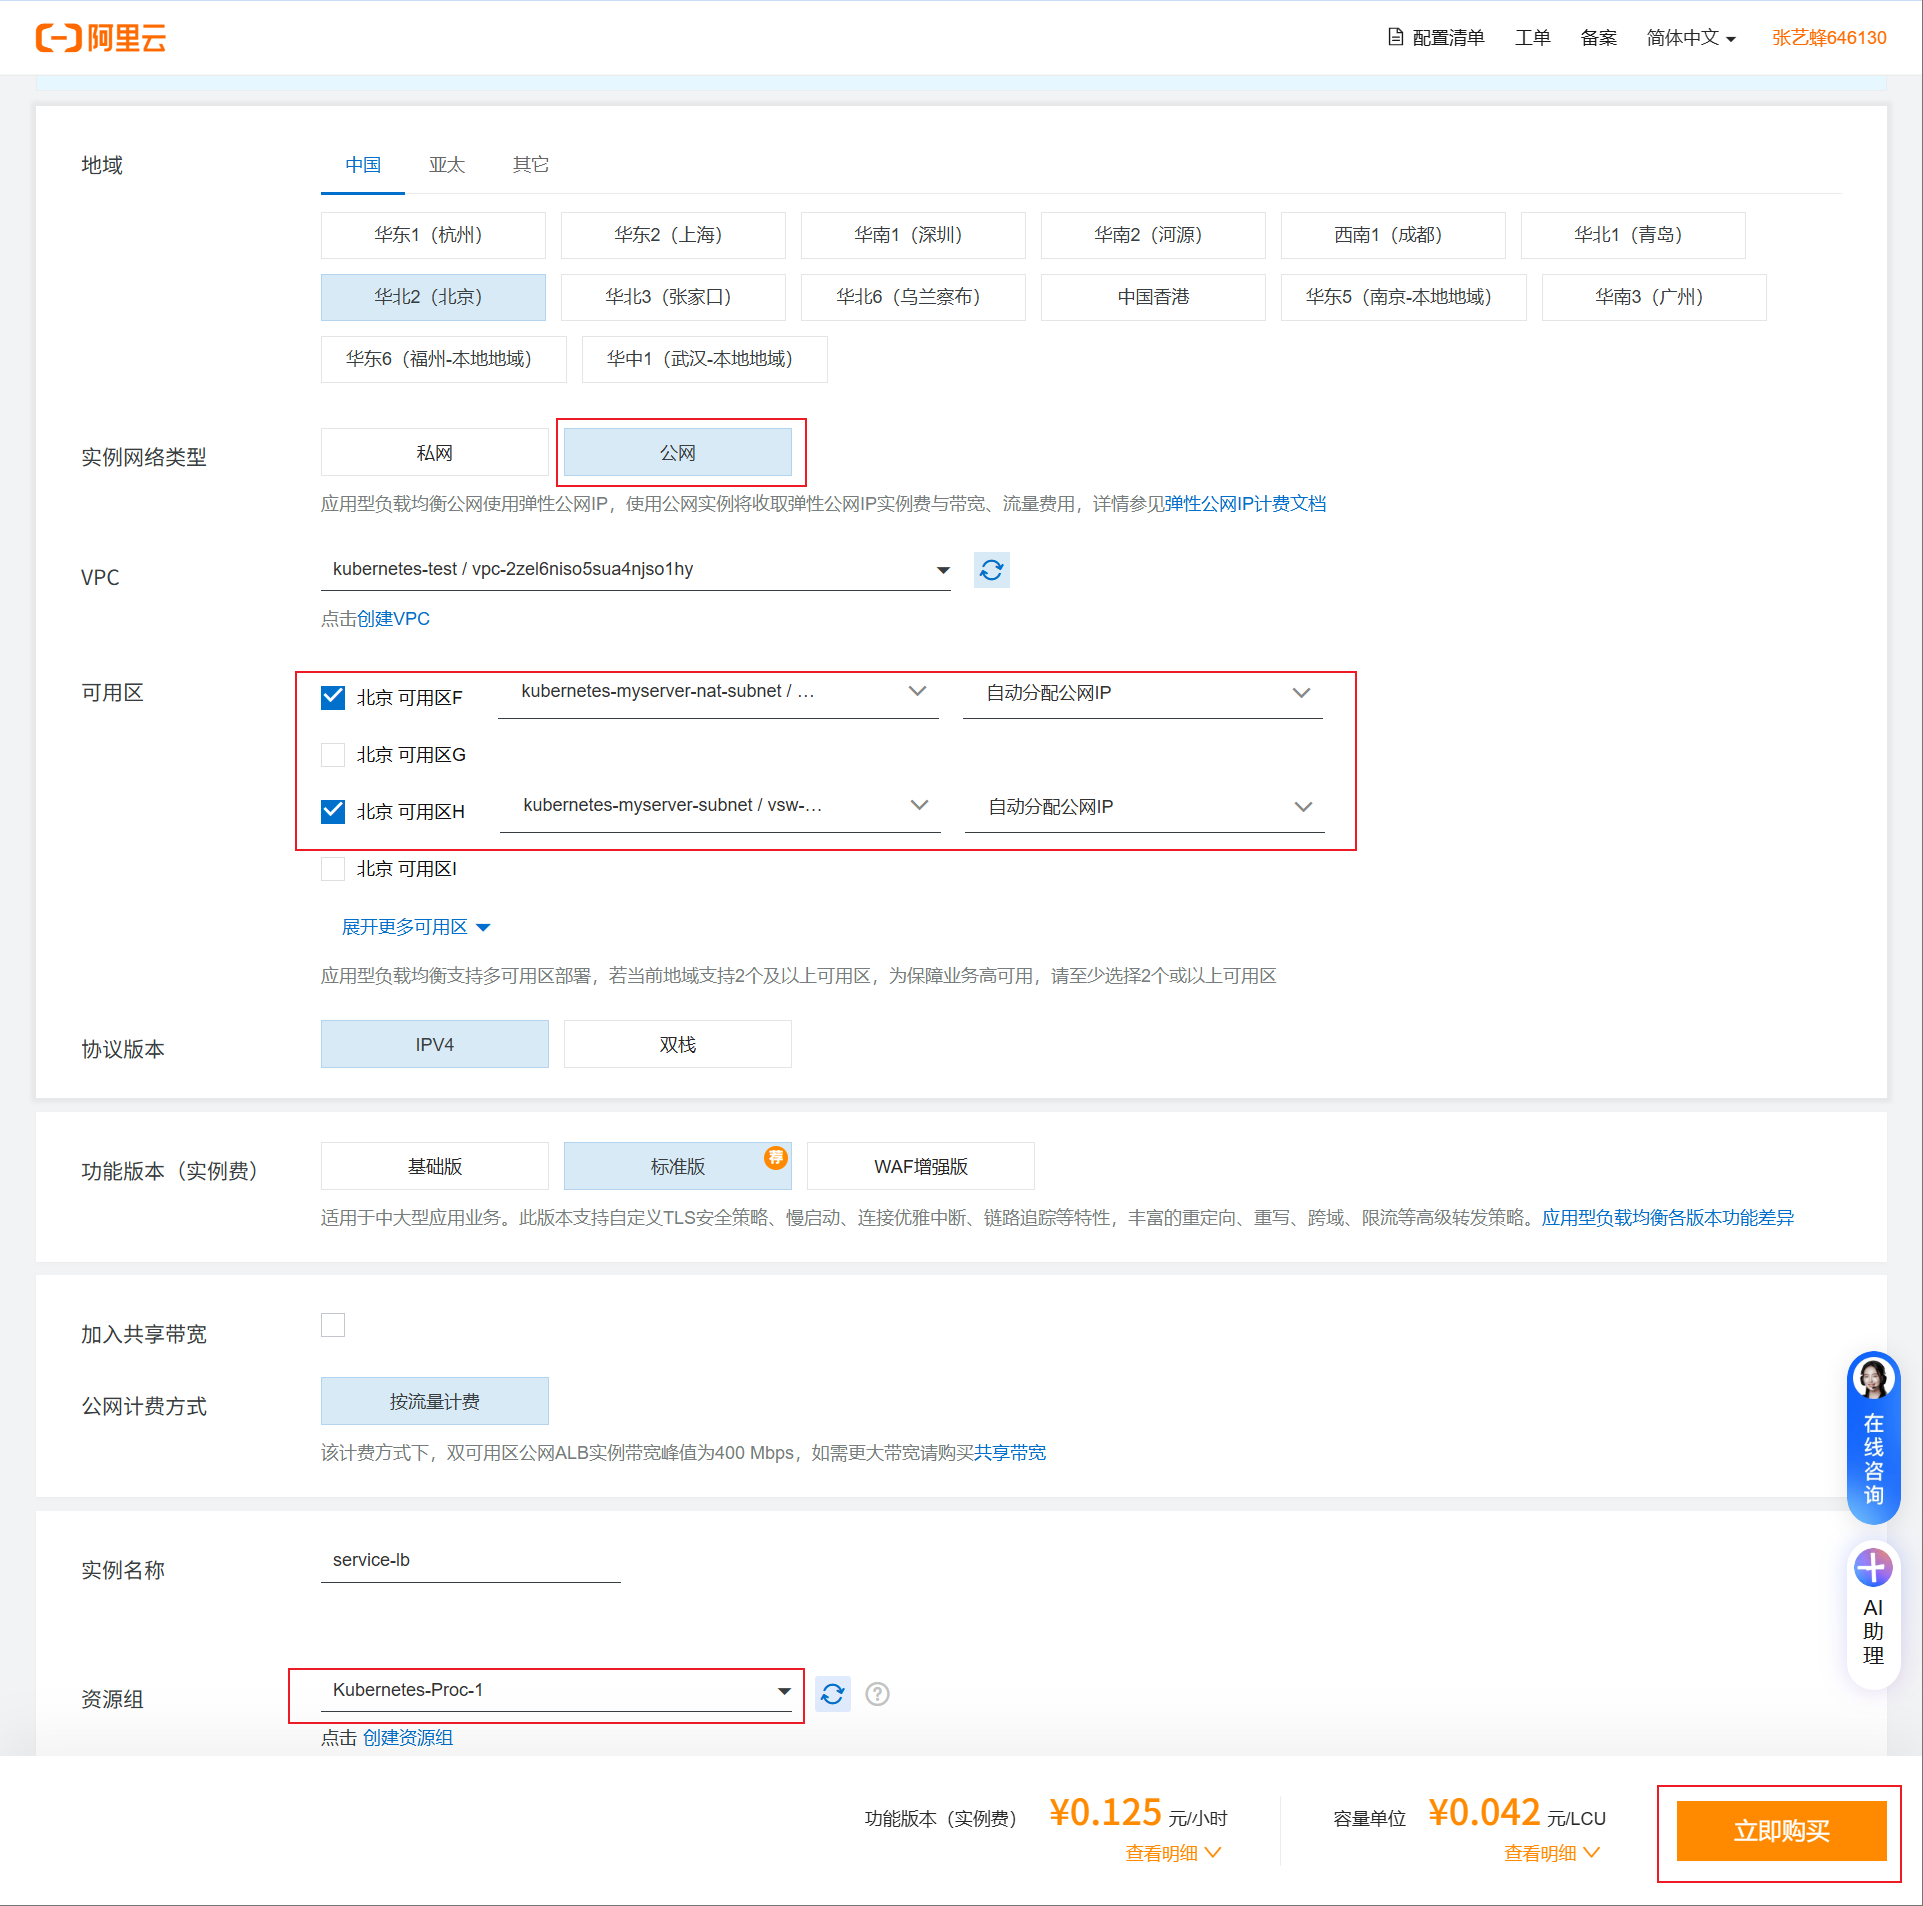 阿里云
配置清单 工单 备案 简体中文 张艺蜂646130
地域
中国 亚太 其它
华东1（杭州） 华东2（上海） 华南1（深圳） 华南2（河源） 西南1（成都） 华北1（青岛）
华北2（北京） 华北3（张家口） 华北6（乌兰察布） 中国香港 华东5（南京-本地地域） 华南3（广州）
华东6（福州-本地地域） 华中1（武汉-本地地域）
实例网络类型 私网 公网
应用型负载均衡公网使用弹性公网IP，使用公网实例将收取弹性公网IP实例费与带宽、流量费用，详情参见弹性公网IP计费文档
VPC kubernetes-test / vpc-2zel6niso5sua4njso1hy
点击创建VPC
可用区 北京 可用区F kubernetes-myserver-nat-subnet / … 自动分配公网IP
北京 可用区G
北京 可用区H kubernetes-myserver-subnet / vsw-… 自动分配公网IP
北京 可用区I
展开更多可用区
应用型负载均衡支持多可用区部署，若当前地域支持2个及以上可用区，为保障业务高可用，请至少选择2个或以上可用区
协议版本 IPV4 双栈
功能版本（实例费） 基础版 标准版 荐 WAF增强版
适用于中大型应用业务。此版本支持自定义TLS安全策略、慢启动、连接优雅中断、链路追踪等特性，丰富的重定向、重写、跨域、限流等高级转发策略。应用型负载均衡各版本功能差异
加入共享带宽
公网计费方式 按流量计费
该计费方式下，双可用区公网ALB实例带宽峰值为400 Mbps，如需更大带宽请购买共享带宽
在线咨询
实例名称 service-lb
AI助理
资源组 Kubernetes-Proc-1
点击 创建资源组
功能版本（实例费） ¥0.125 元/小时 容量单位 ¥0.042 元/LCU 立即购买
查看明细 查看明细